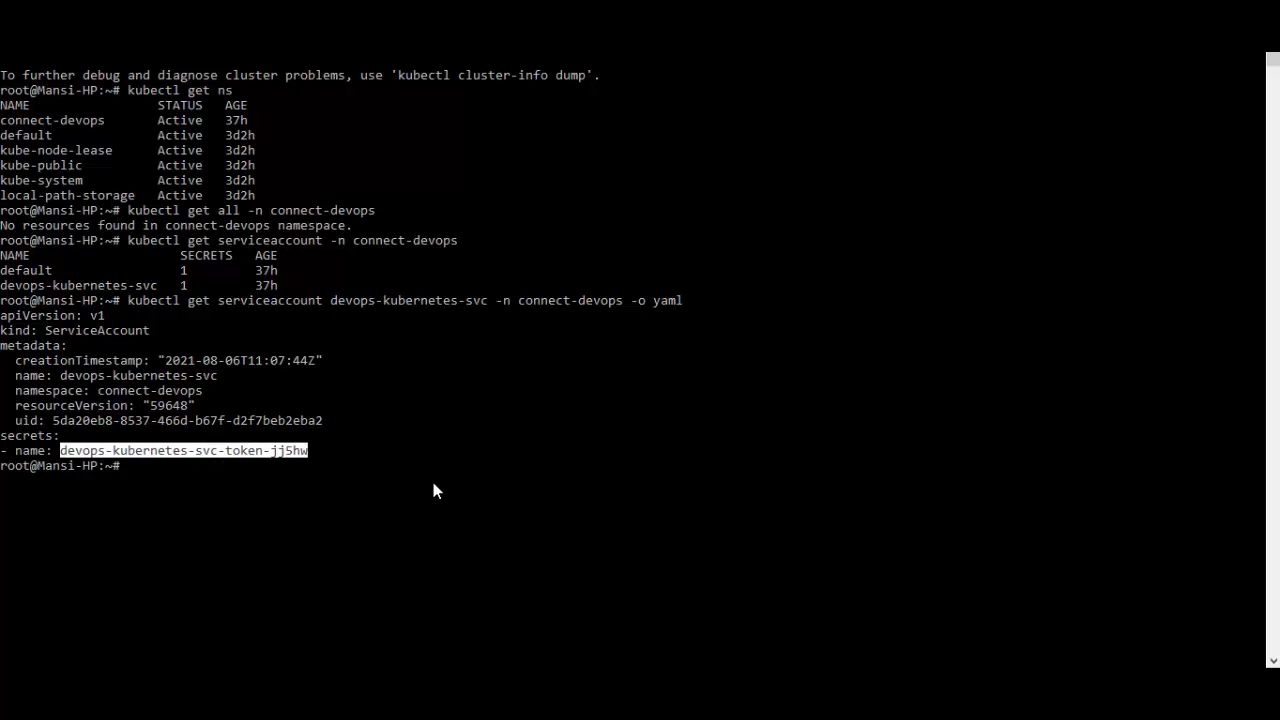 To further debug and diagnose cluster problems, use 'kubectl cluster-info dump'.
root@Mansi-HP:~# kubectl get ns
NAME STATUS AGE
connect-devops Active 37h
default Active 3d2h
kube-node-lease Active 3d2h
kube-public Active 3d2h
kube-system Active 3d2h
local-path-storage Active 3d2h
root@Mansi-HP:~# kubectl get all -n connect-devops
No resources found in connect-devops namespace.
root@Mansi-HP:~# kubectl get serviceaccount -n connect-devops
NAME SECRETS AGE
default 1 37h
devops-kubernetes-svc 1 37h
root@Mansi-HP:~# kubectl get serviceaccount devops-kubernetes-svc -n connect-devops -o yaml
apiVersion: v1
kind: ServiceAccount
metadata:
  creationTimestamp: "2021-08-06T11:07:44Z"
  name: devops-kubernetes-svc
  namespace: connect-devops
  resourceVersion: "59648"
  uid: 5da20eb8-8537-466d-b67f-d2f7beb2eba2
secrets:
- name: devops-kubernetes-svc-token-jj5hw
root@Mansi-HP:~#